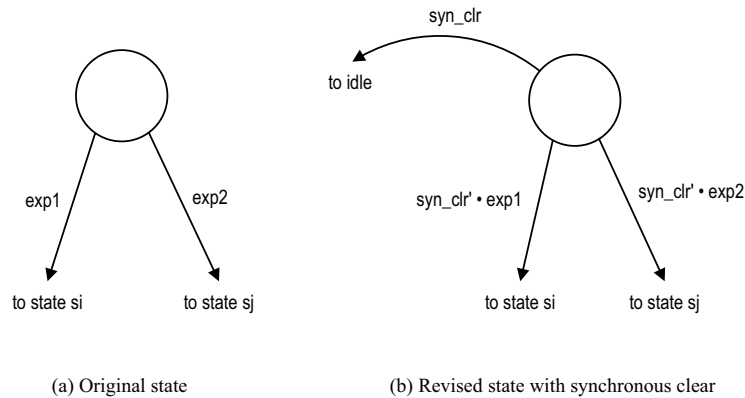 syn_clr
to idle
exp1
exp2
syn_clr' • exp1
syn_clr' • exp2
to state si
to state sj
to state si
to state sj
(a) Original state
(b) Revised state with synchronous clear